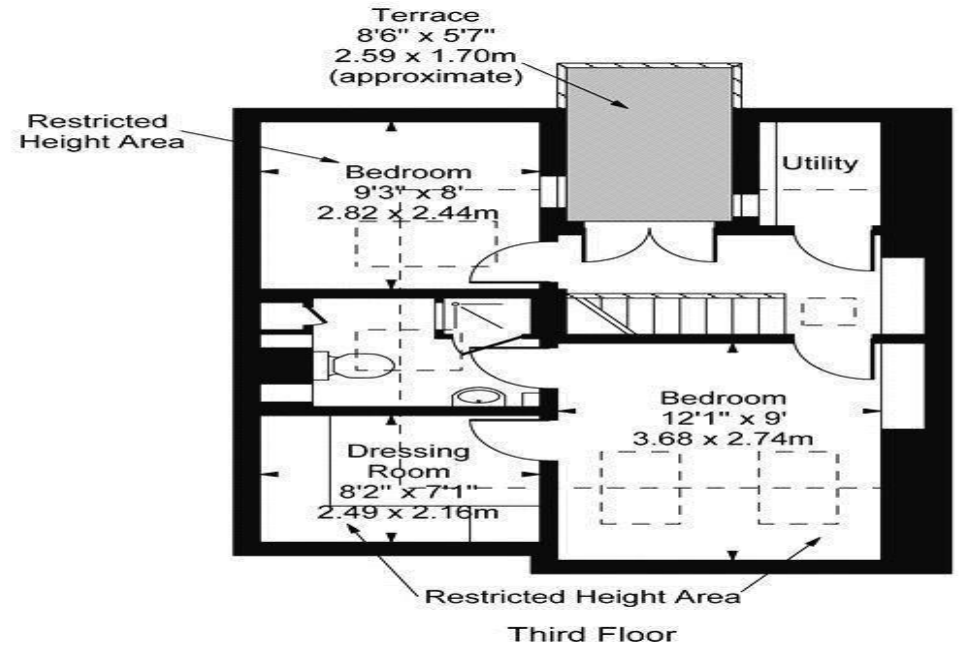 Terrace
8'6" x 5'7"
2.59 x 1.70m
(approximate)
Restricted
Height Area
Bedroom
9'3" x 8'
2.82 x 2.44m
Utility
Bedroom
12'1" x 9'
3.68 x 2.74m
Dressing
Room
8'2" x 7'1"
2.49 x 2.16m
Restricted Height Area
Third Floor